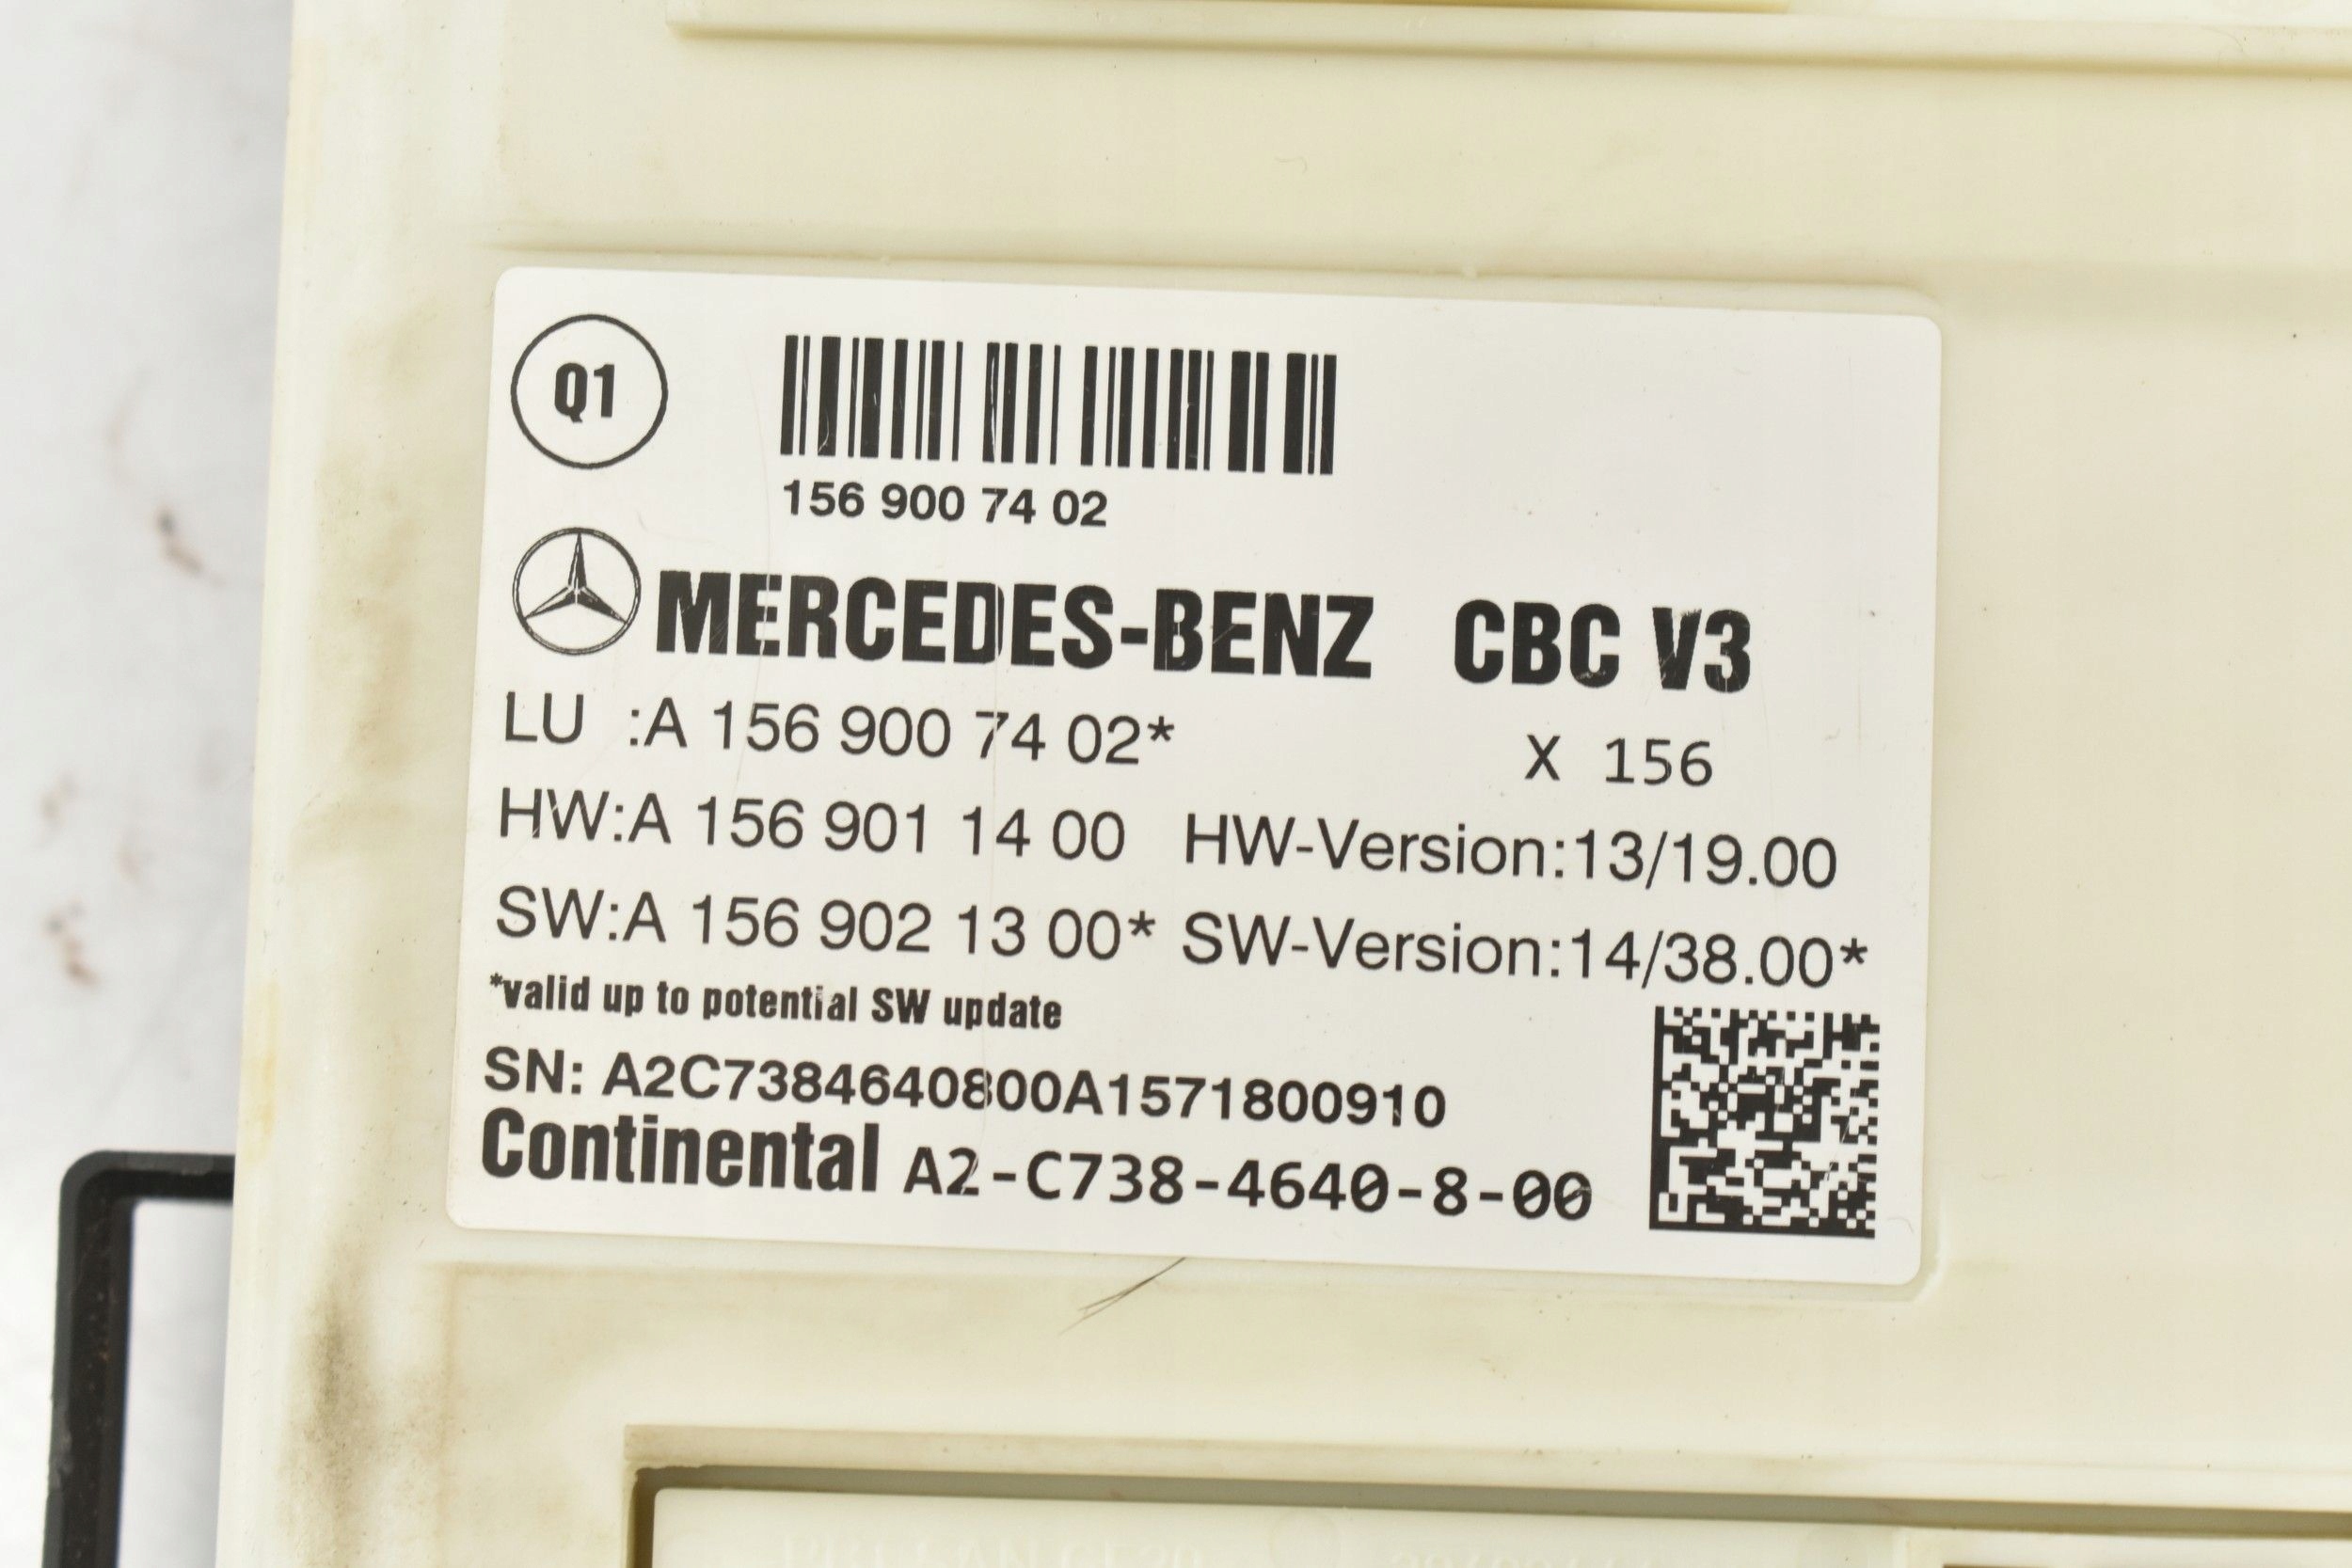 Q1
156 900 74 02
MERCEDES-BENZ CBC V3
LU :A 156 900 74 02* X 156
HW:A 156 901 14 00 HW-Version:13/19.00
SW:A 156 902 13 00* SW-Version:14/38.00*
*valid up to potential SW update
SN: A2C7384640800A1571800910
Continental A2-C738-4640-8-00